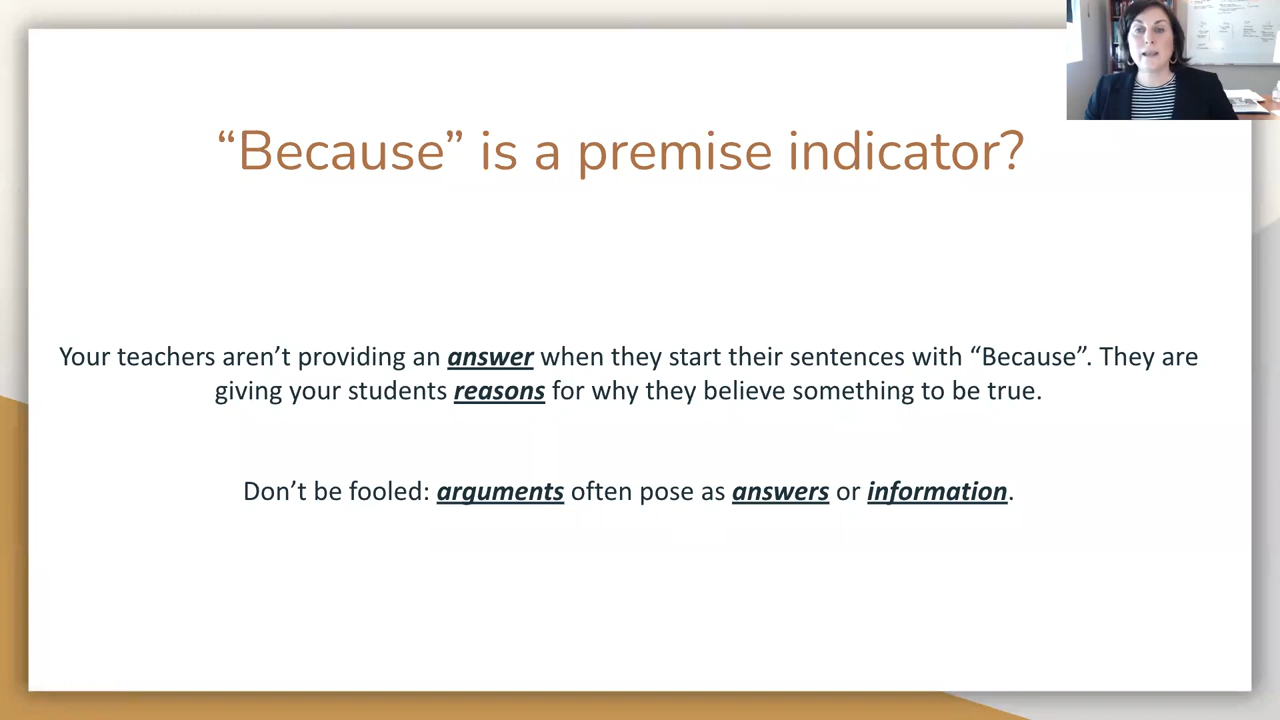 “Because” is a premise indicator?
Your teachers aren’t providing an answer when they start their sentences with “Because”. They are
giving your students reasons for why they believe something to be true.
Don’t be fooled: arguments often pose as answers or information.